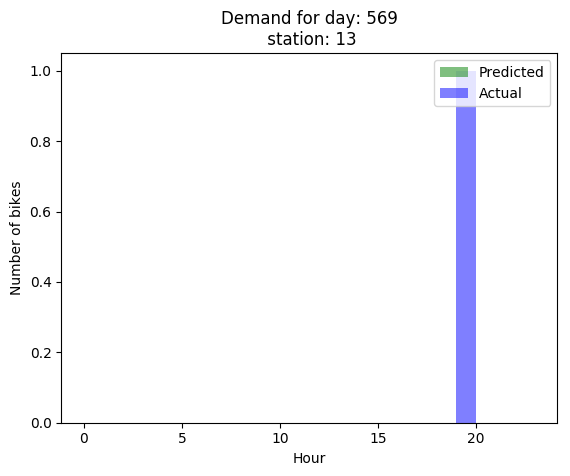 Demand for day: 569
station: 13
Predicted
Actual
Number of bikes
1.0
0.8
0.6
0.4
0.2
0.0
0 5 10 15 20
Hour